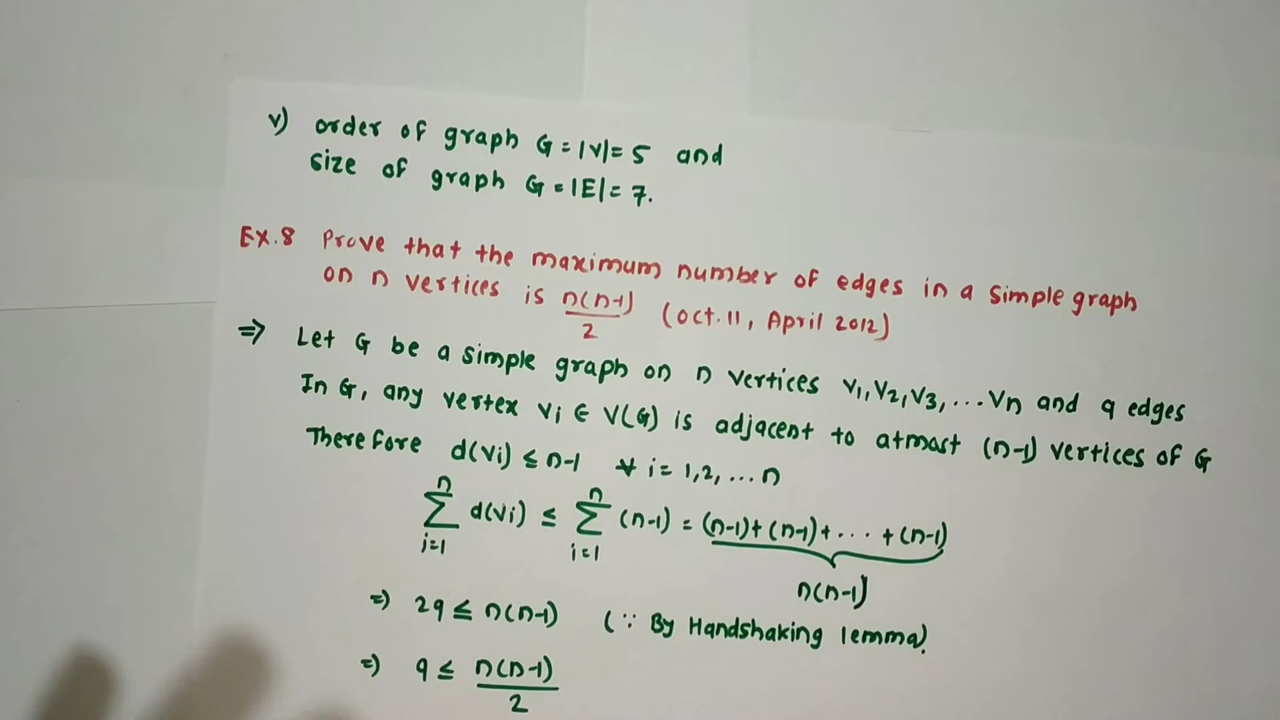 v) order of graph G = |V| = 5 and
size of graph G = |E| = 7.
Ex.8 Prove that the maximum number of edges in a simple graph
on n vertices is n(n-1)/2 (Oct.11, April 2012)
⇒ Let G be a simple graph on n vertices v1, v2, v3, ... vn and q edges
In G, any vertex vi ∈ V(G) is adjacent to atmost (n-1) vertices of G
Therefore d(vi) ≤ n-1 ∀ i = 1,2, ... n
∑_{i=1}^{n} d(vi) ≤ ∑_{i=1}^{n} (n-1) = (n-1)+(n-1)+ ... +(n-1)
n(n-1)
⇒ 2q ≤ n(n-1) (∵ By Handshaking lemma).
⇒ q ≤ n(n-1)/2